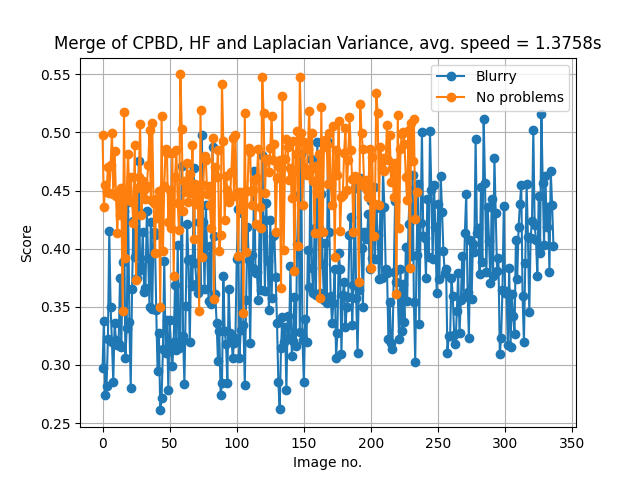 Merge of CPBD, HF and Laplacian Variance, avg. speed = 1.3758s
Blurry
No problems
Score
0.55
0.50
0.45
0.40
0.35
0.30
0.25
0 50 100 150 200 250 300 350
Image no.